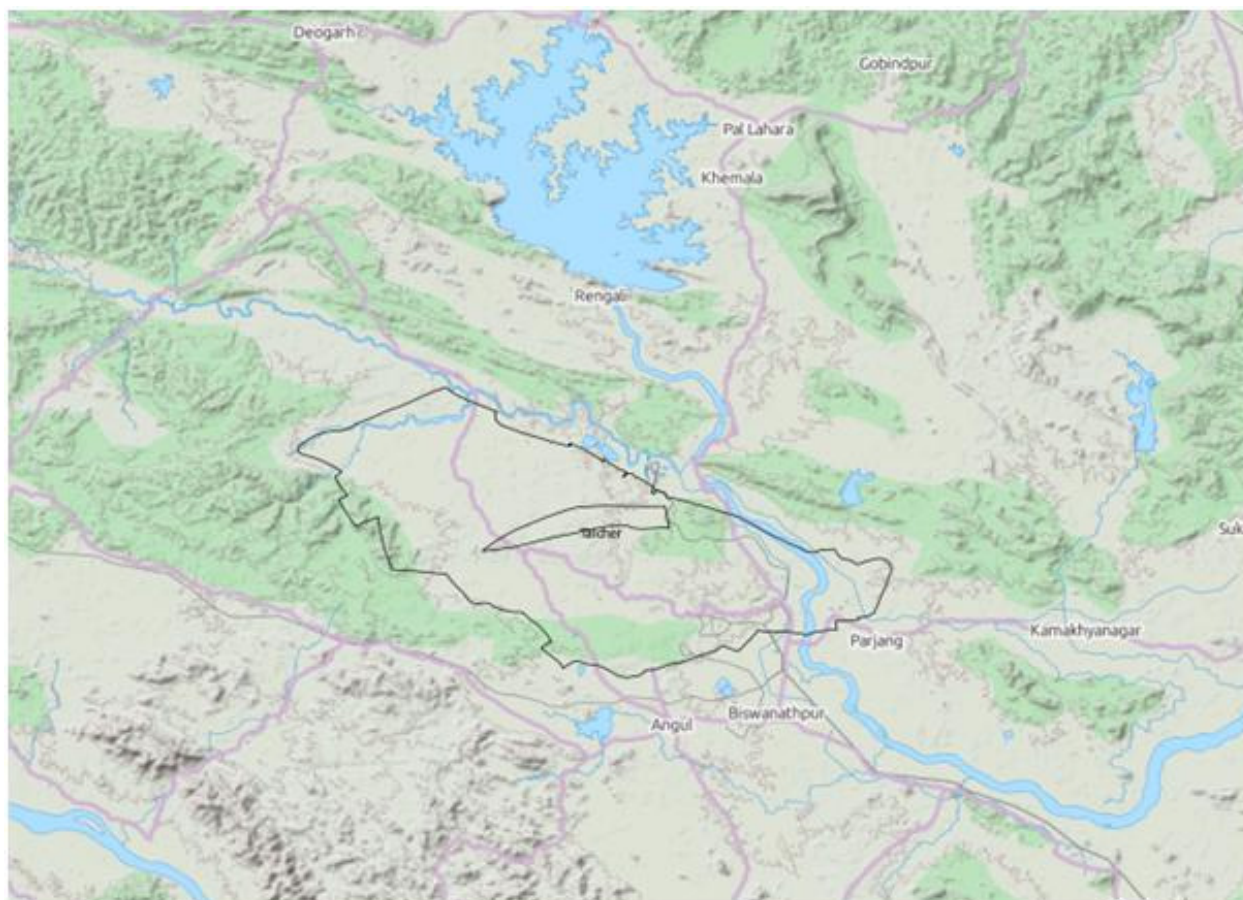 Deogarh
Gobindpur
Pal Lahara
Khemala
Rengali
Talcher
Suk
Parjang
Kamakhyanagar
Angul
Biswanathpur